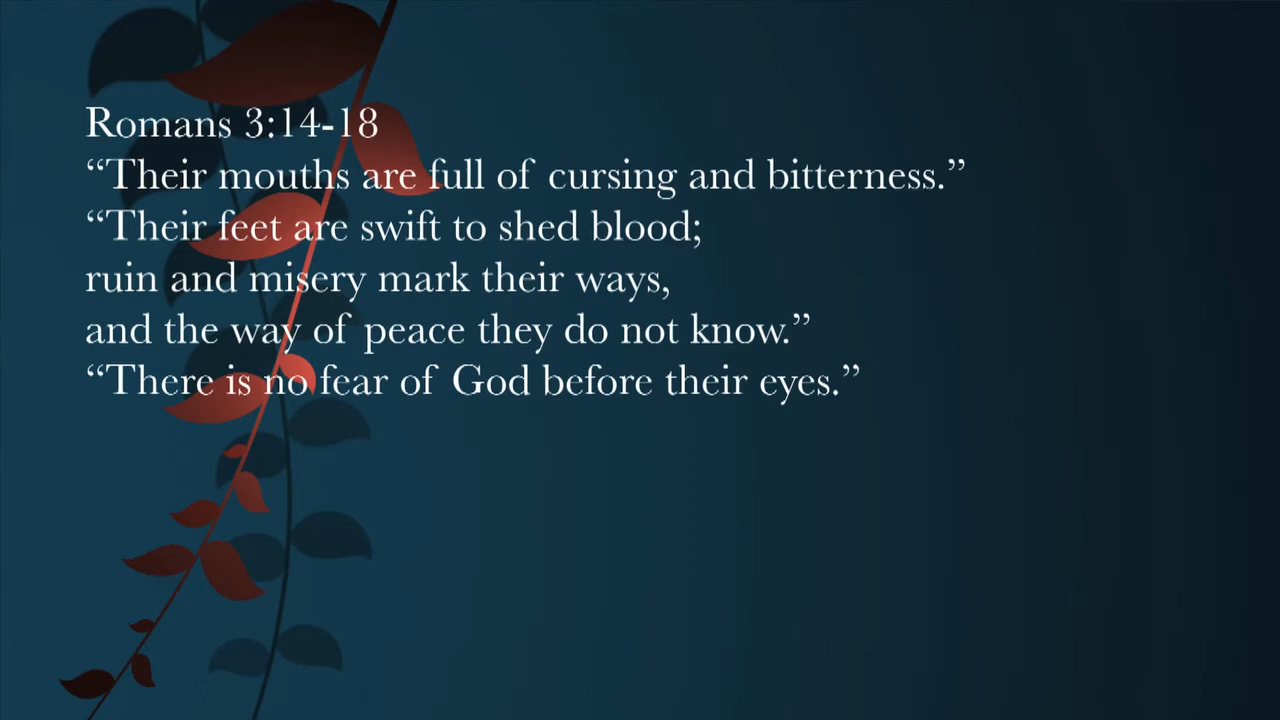 Romans 3:14-18
“Their mouths are full of cursing and bitterness.”
“Their feet are swift to shed blood;
ruin and misery mark their ways,
and the way of peace they do not know.”
“There is no fear of God before their eyes.”